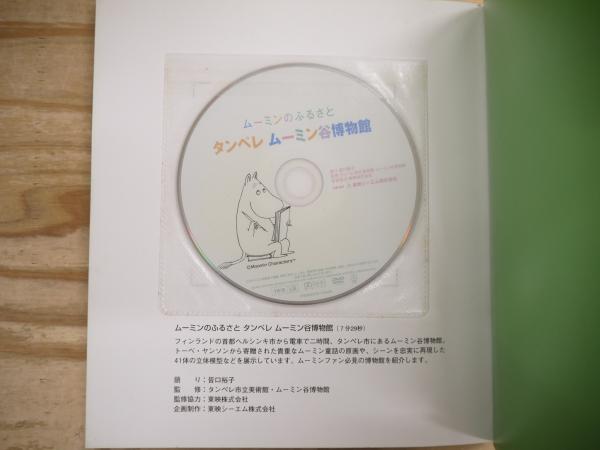 ムーミンのふるさと
タンペレ ムーミン谷博物館
©Moomin Characters™
ムーミンのふるさと タンペレ ムーミン谷博物館（7分29秒）
フィンランドの首都ヘルシンキ市から電車で二時間、タンペレ市にあるムーミン谷博物館。
トーベ・ヤンソンから寄贈された貴重なムーミン童話の原画や、シーンを忠実に再現した
41体の立体模型などを展示しています。ムーミンファン必見の博物館を紹介します。
語　り：皆口裕子
監　修：タンペレ市立美術館・ムーミン谷博物館
監修協力：東映株式会社
企画制作：東映シーエム株式会社